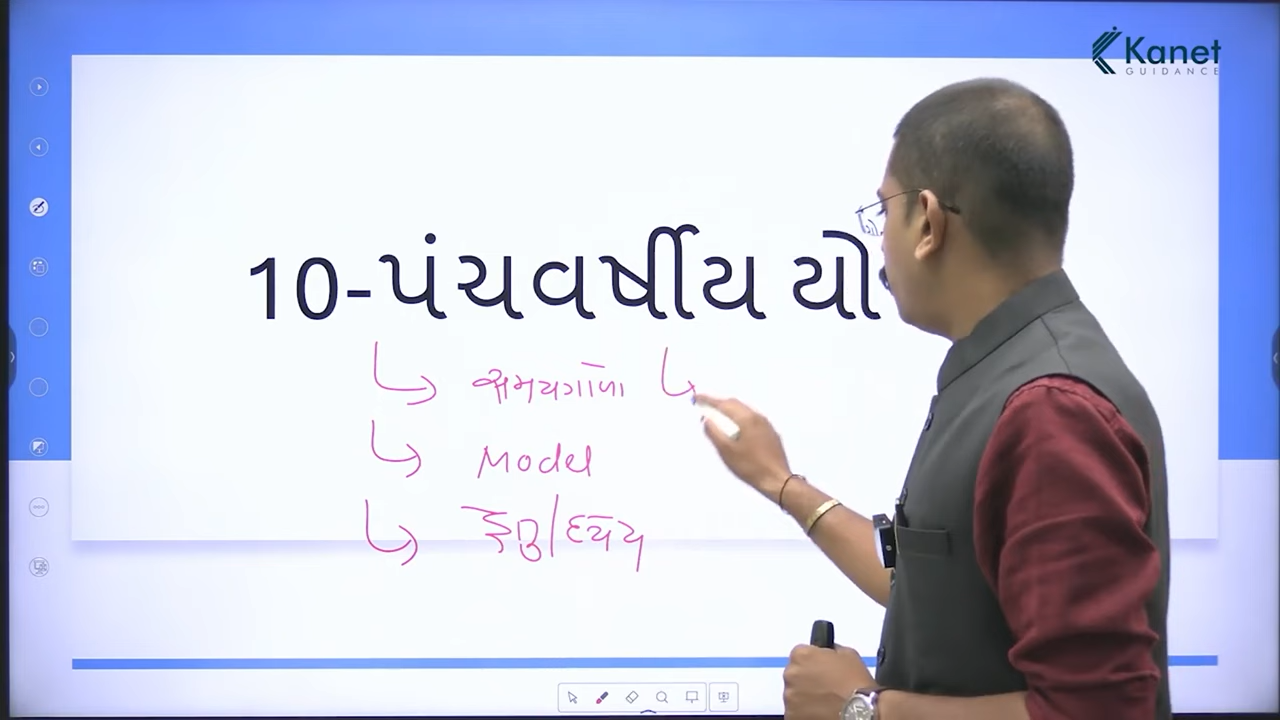 Kanet
GUIDANCE
10-પંચવર્ષીય યો
સમયગાળા
Model
હેતુ/ધ્યેય